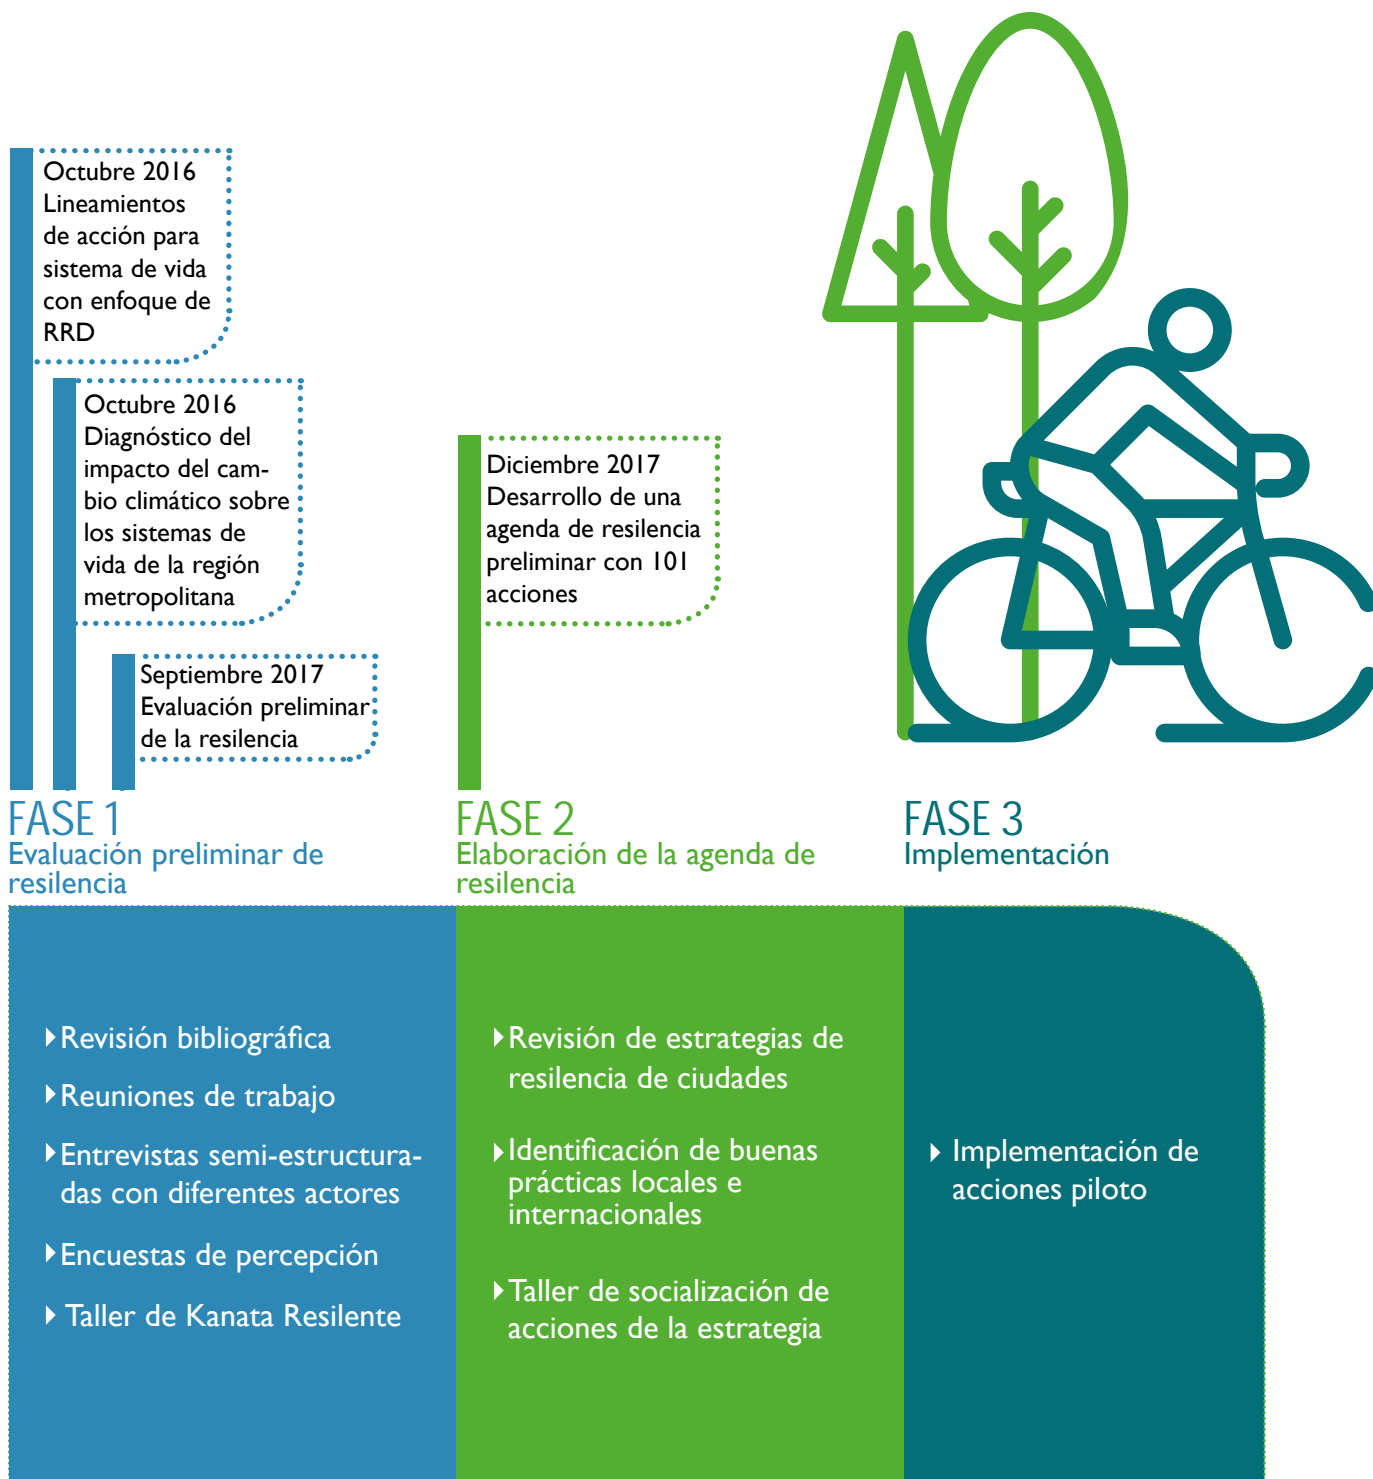 Octubre 2016
Lineamientos
de acción para
sistema de vida
con enfoque de
RRD
Octubre 2016
Diagnóstico del
impacto del cam-
bio climático sobre
los sistemas de
vida de la región
metropolitana
Septiembre 2017
Evaluación preliminar
de la resilencia
Diciembre 2017
Desarrollo de una
agenda de resilencia
preliminar con 101
acciones
FASE 1
Evaluación preliminar de
resilencia
FASE 2
Elaboración de la agenda de
resilencia
FASE 3
Implementación
Revisión bibliográfica
Reuniones de trabajo
Entrevistas semi-estructura-
das con diferentes actores
Encuestas de percepción
Taller de Kanata Resilente
Revisión de estrategias de
resilencia de ciudades
Identificación de buenas
prácticas locales e
internacionales
Taller de socialización de
acciones de la estrategia
Implementación de
acciones piloto